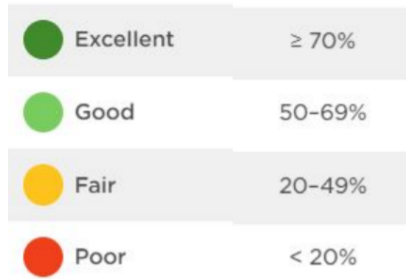 Excellent ≥ 70%
Good 50–69%
Fair 20–49%
Poor < 20%